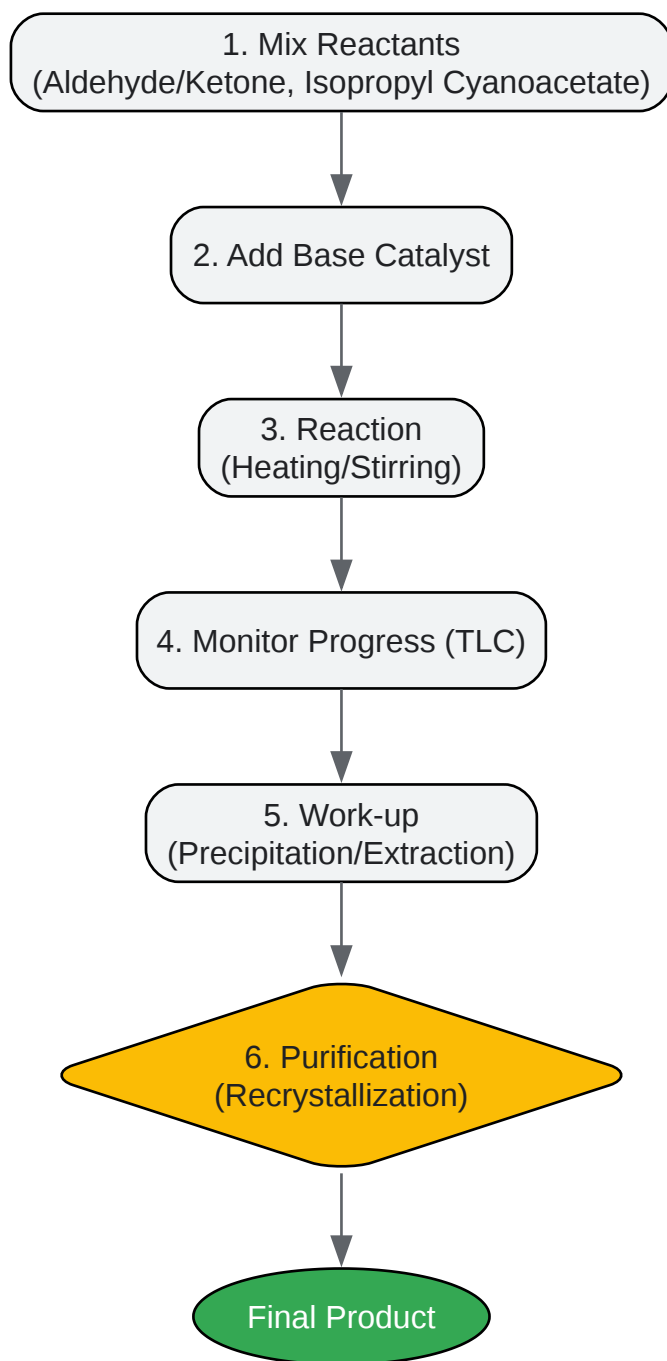 1. Mix Reactants
(Aldehyde/Ketone, Isopropyl Cyanoacetate)
2. Add Base Catalyst
3. Reaction
(Heating/Stirring)
4. Monitor Progress (TLC)
5. Work-up
(Precipitation/Extraction)
6. Purification
(Recrystallization)
Final Product